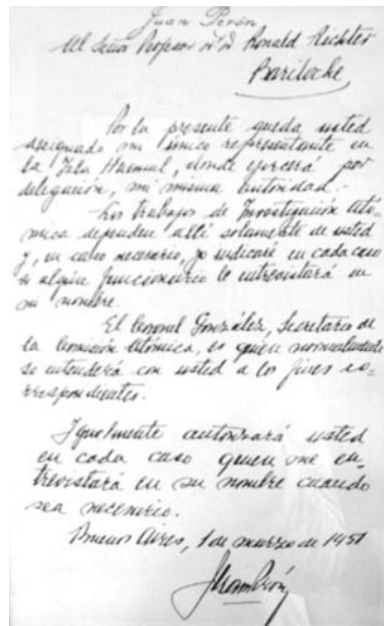 Juan Perón
Al Señor Profesor Dr D Ronald Richter
Bariloche
Por la presente queda usted
asignado mi único representante en
la Isla Huemul, donde ejercerá por
delegación, mi misma autoridad.-
Los trabajos de Investigación Ató=
mica dependen allí solamente de usted
y, en caso necesario, yo indicaré en cada caso
si algún funcionario lo entrevistará en
mi nombre.
El Coronel González, Secretario de
la Comisión Atómica, es quien normalmente
se entenderá con usted a los fines co=
rrespondientes.
Igualmente autorizará usted
en cada caso quien me en=
trevistará en su nombre cuando
sea necesario.
Buenos Aires, 1 de marzo de 1951
Juan Perón